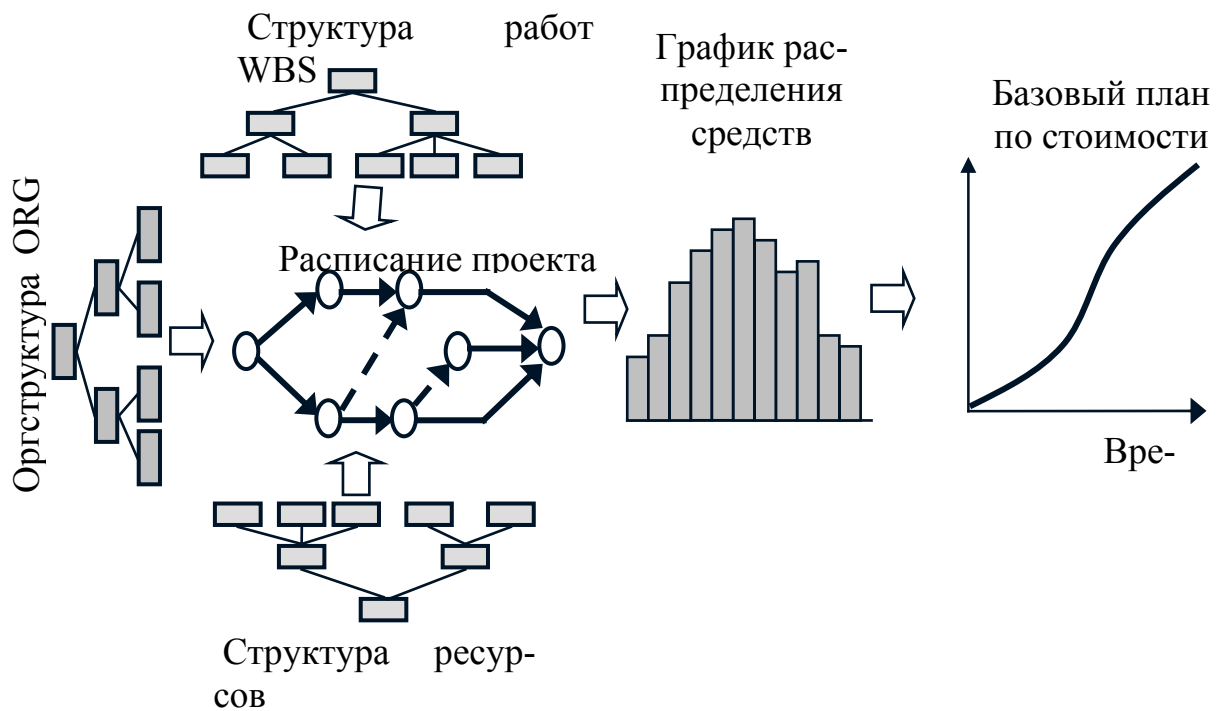 Структура работ
WBS
График рас-
пределения
средств
Базовый план
по стоимости
Оргструктура ORG
Расписание проекта
Вре-
Структура ресур-
сов